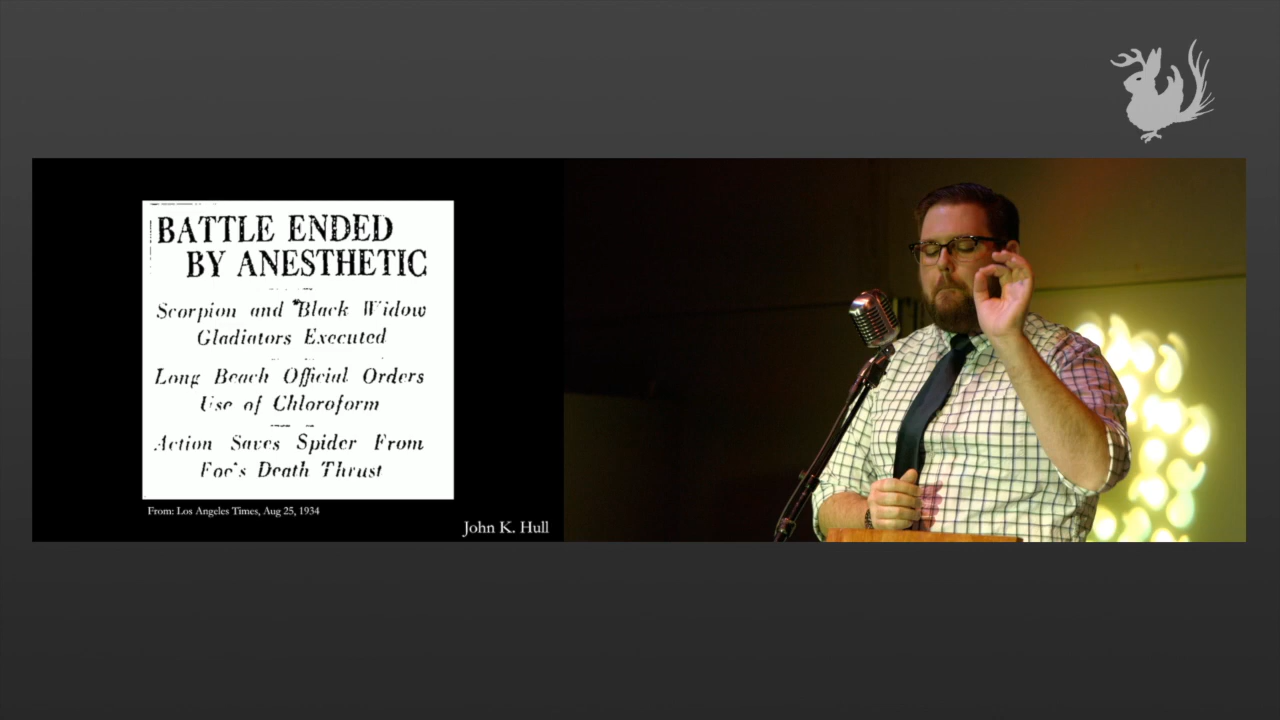 BATTLE ENDED
BY ANESTHETIC
Scorpion and Black Widow
Gladiators Executed
Long Beach Official Orders
Use of Chloroform
Action Saves Spider From
Foe's Death Thrust
From: Los Angeles Times, Aug 25, 1934
John K. Hull